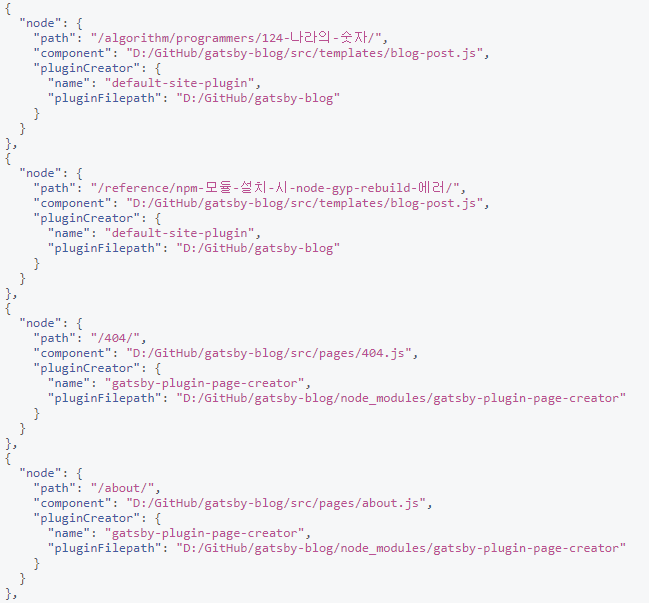 {
  "node": {
    "path": "/algorithm/programmers/124-나라의-숫자/",
    "component": "D:/GitHub/gatsby-blog/src/templates/blog-post.js",
    "pluginCreator": {
      "name": "default-site-plugin",
      "pluginFilepath": "D:/GitHub/gatsby-blog"
    }
  }
},
{
  "node": {
    "path": "/reference/npm-모듈-설치-시-node-gyp-rebuild-에러/",
    "component": "D:/GitHub/gatsby-blog/src/templates/blog-post.js",
    "pluginCreator": {
      "name": "default-site-plugin",
      "pluginFilepath": "D:/GitHub/gatsby-blog"
    }
  }
},
{
  "node": {
    "path": "/404/",
    "component": "D:/GitHub/gatsby-blog/src/pages/404.js",
    "pluginCreator": {
      "name": "gatsby-plugin-page-creator",
      "pluginFilepath": "D:/GitHub/gatsby-blog/node_modules/gatsby-plugin-page-creator"
    }
  }
},
{
  "node": {
    "path": "/about/",
    "component": "D:/GitHub/gatsby-blog/src/pages/about.js",
    "pluginCreator": {
      "name": "gatsby-plugin-page-creator",
      "pluginFilepath": "D:/GitHub/gatsby-blog/node_modules/gatsby-plugin-page-creator"
    }
  }
},